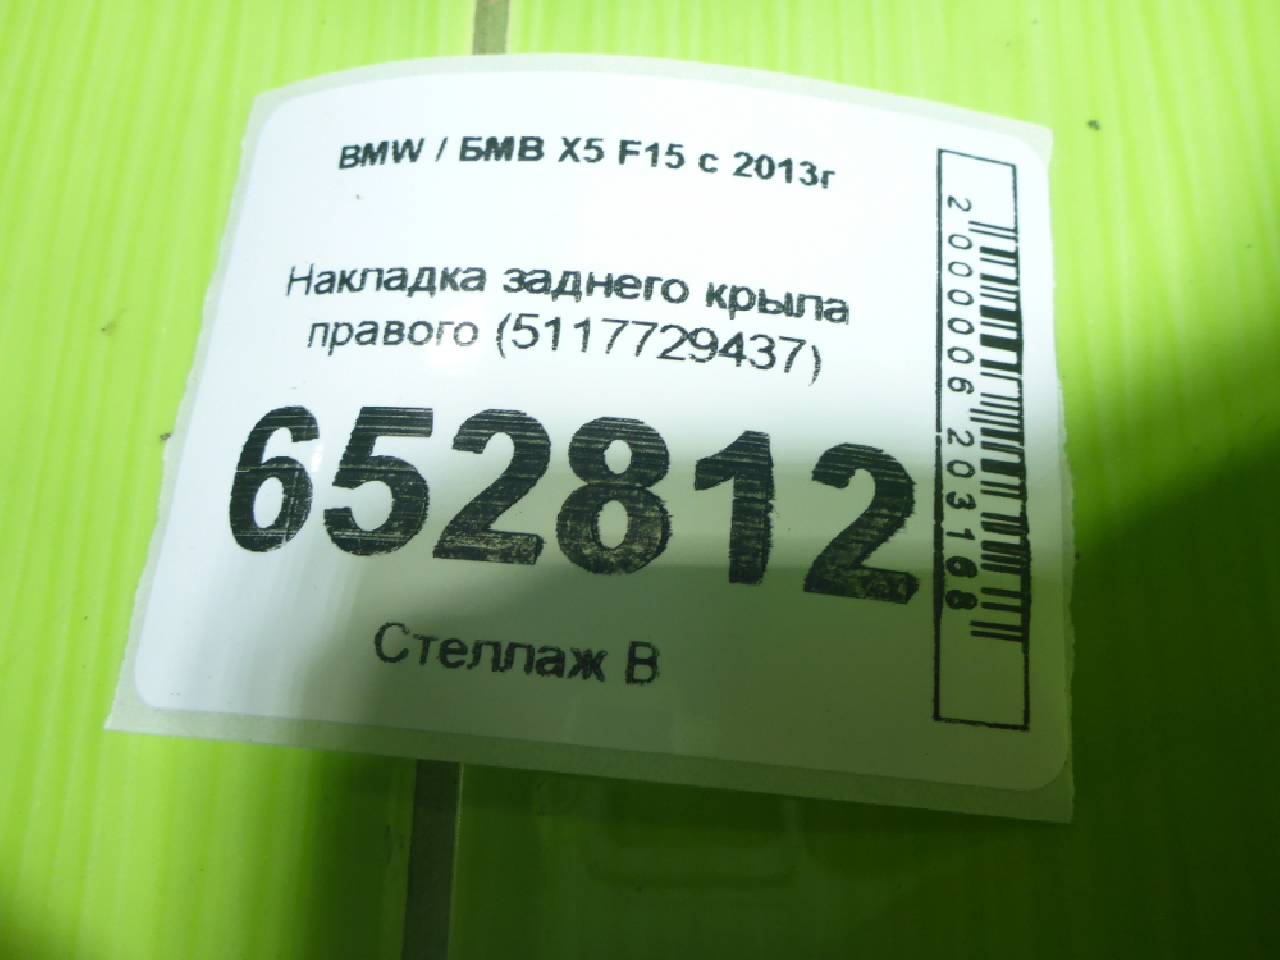 BMW / БМВ X5 F15 с 2013г
Накладка заднего крыла
правого (5117729437)
652812
Стеллаж В
2000006203168